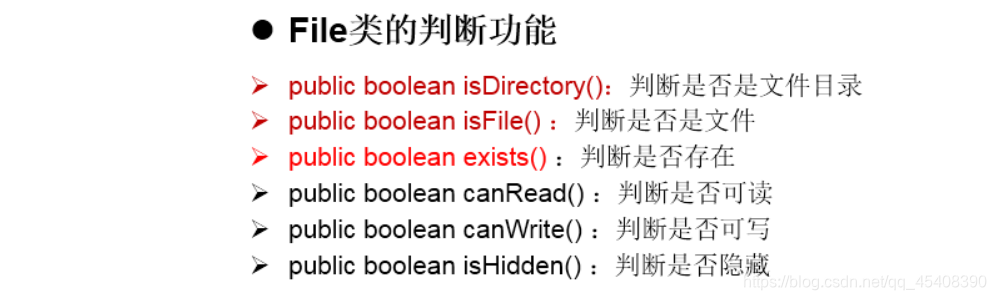 ● File类的判断功能
➢ public boolean isDirectory()：判断是否是文件目录
➢ public boolean isFile() ：判断是否是文件
➢ public boolean exists() ：判断是否存在
➢ public boolean canRead() ：判断是否可读
➢ public boolean canWrite() ：判断是否可写
➢ public boolean isHidden() ：判断是否隐藏
https://blog.csdn.net/qq_45408390